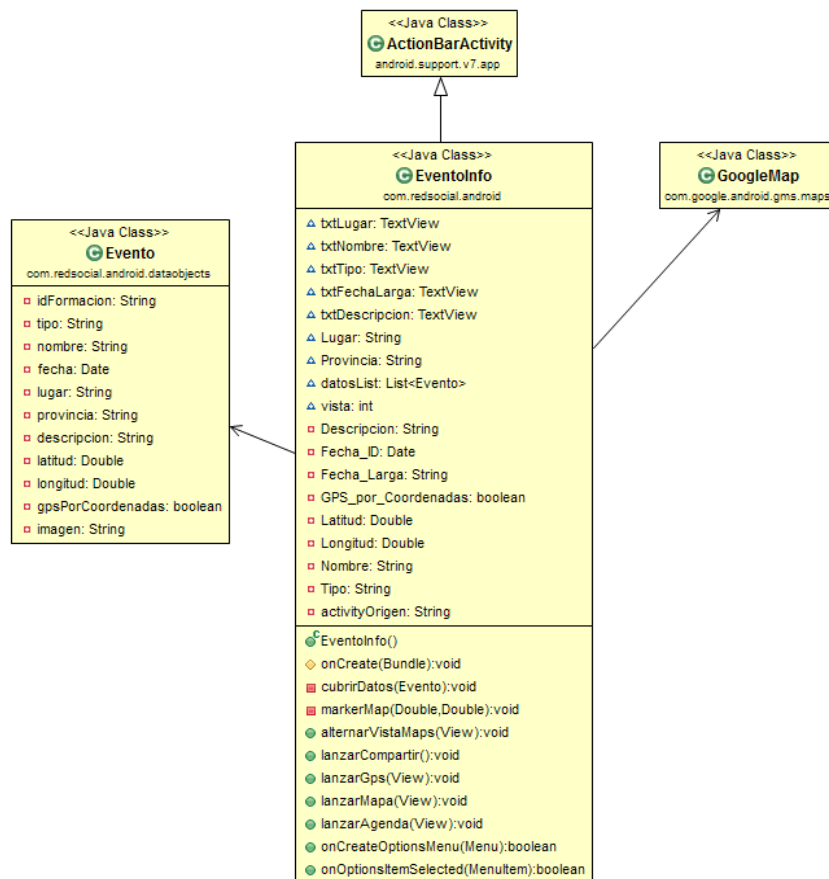 <<Java Class>>
ActionBarActivity
android.support.v7.app
<<Java Class>>
EventoInfo
com.redsocial.android
txtLugar: TextView
txtNombre: TextView
txtTipo: TextView
txtFechaLarga: TextView
txtDescripcion: TextView
Lugar: String
Provincia: String
datosList: List<Evento>
vista: int
Descripcion: String
Fecha_ID: Date
Fecha_Larga: String
GPS_por_Coordenadas: boolean
Latitud: Double
Longitud: Double
Nombre: String
Tipo: String
activityOrigen: String
EventoInfo()
onCreate(Bundle):void
cubrirDatos(Evento):void
markerMap(Double,Double):void
alternarVistaMaps(View):void
lanzarCompartir():void
lanzarGps(View):void
lanzarMapa(View):void
lanzarAgenda(View):void
onCreateOptionsMenu(Menu):boolean
onOptionsItemSelected(MenuItem):boolean
<<Java Class>>
GoogleMap
com.google.android.gms.maps
<<Java Class>>
Evento
com.redsocial.android.dataobjects
idFormacion: String
tipo: String
nombre: String
fecha: Date
lugar: String
provincia: String
descripcion: String
latitud: Double
longitud: Double
gpsPorCoordenadas: boolean
imagen: String